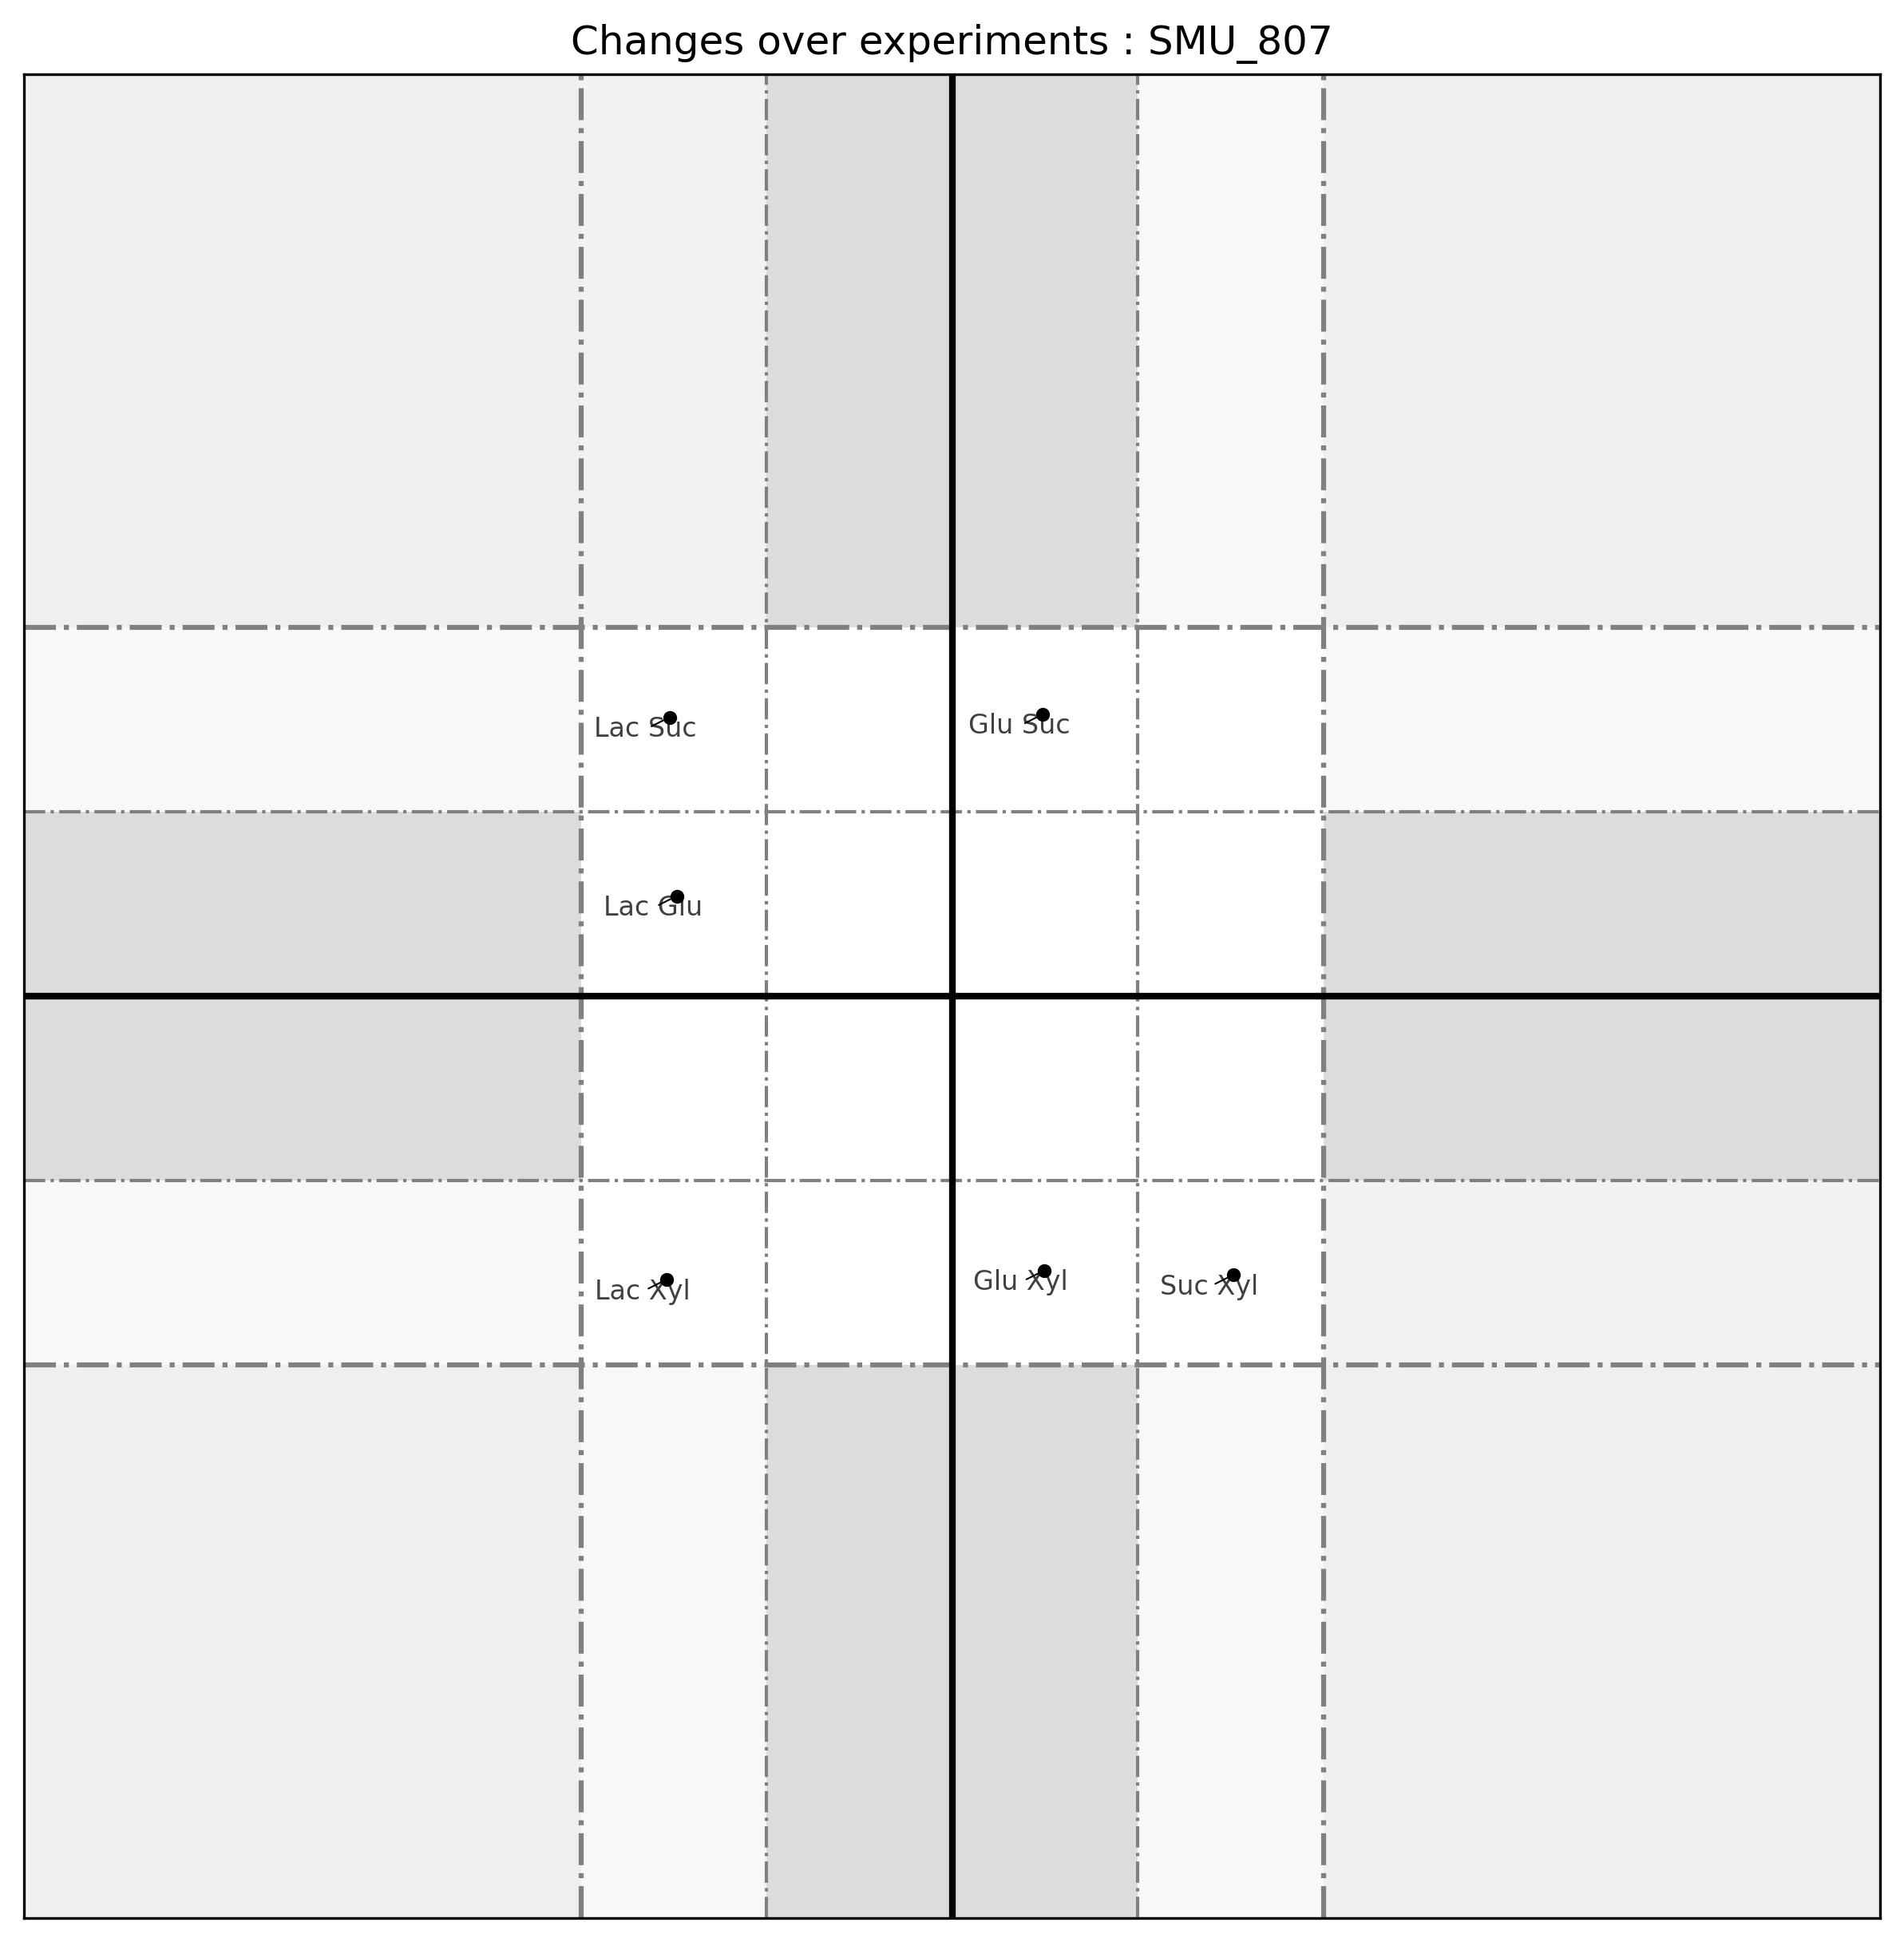 Changes over experiments : SMU_807
Lac Suc
Glu Suc
Lac Glu
Lac Xyl
Glu Xyl
Suc Xyl